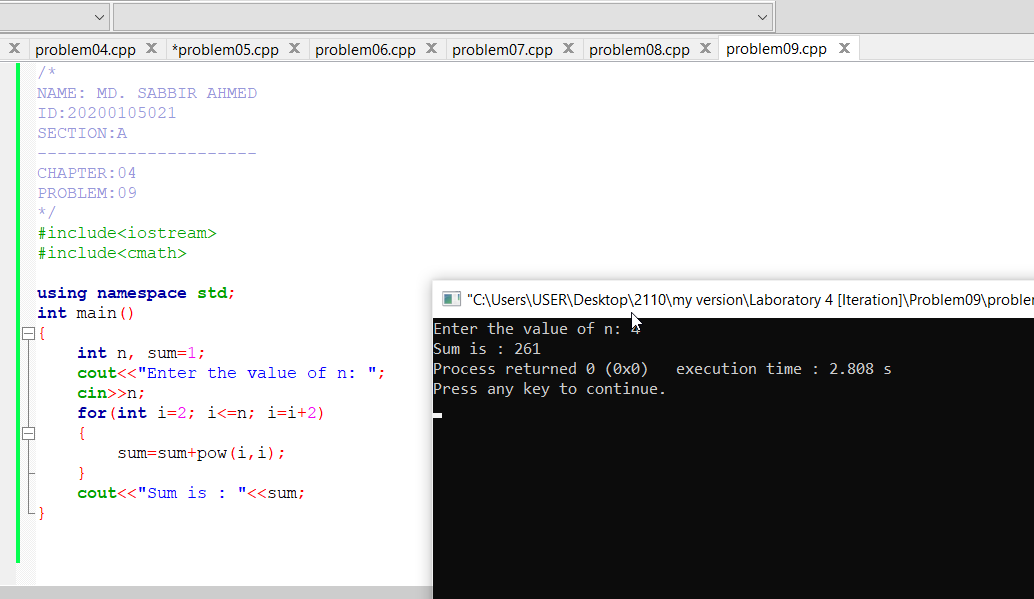 problem04.cpp *problem05.cpp problem06.cpp problem07.cpp problem08.cpp problem09.cpp
/*
NAME: MD. SABBIR AHMED
ID:20200105021
SECTION:A
----------------------
CHAPTER:04
PROBLEM:09
*/
#include<iostream>
#include<cmath>
using namespace std;
int main()
{
int n, sum=1;
cout<<"Enter the value of n: ";
cin>>n;
for(int i=2; i<=n; i=i+2)
{
sum=sum+pow(i,i);
}
cout<<"Sum is : "<<sum;
}
"C:\Users\USER\Desktop\2110\my version\Laboratory 4 [Iteration]\Problem09\proble
Enter the value of n: 4
Sum is : 261
Process returned 0 (0x0)   execution time : 2.808 s
Press any key to continue.